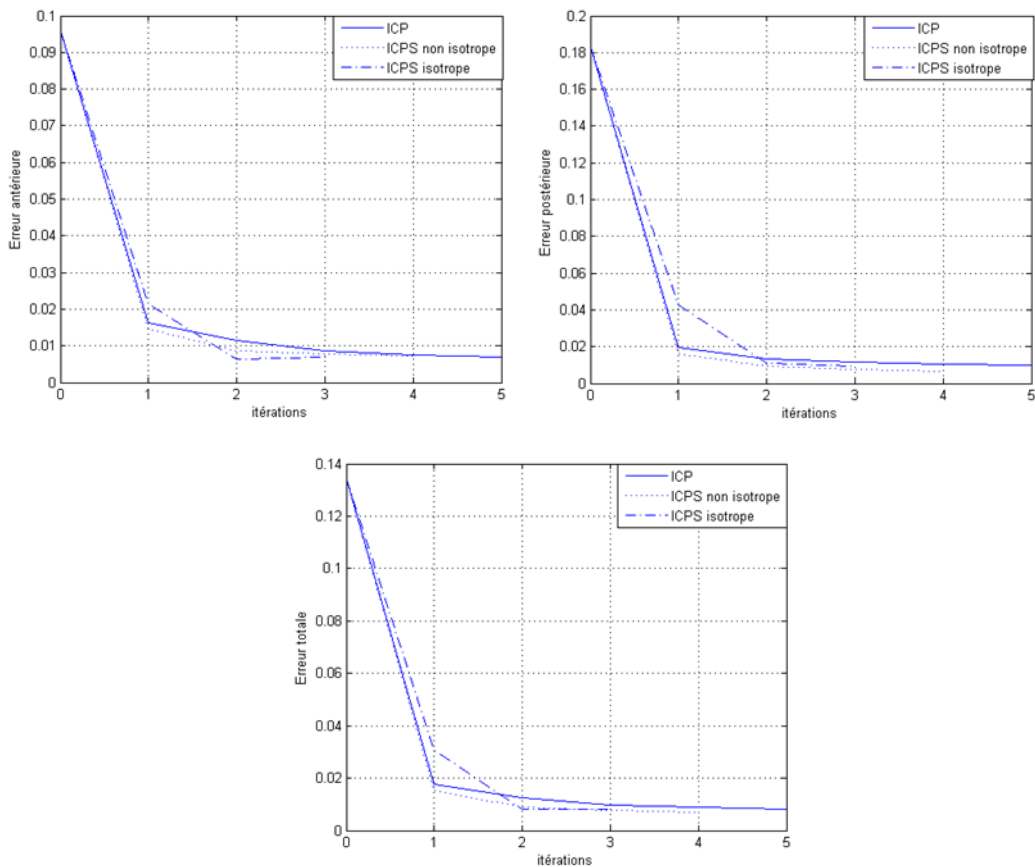 0.1
0.09
0.08
0.07
0.06
0.05
0.04
0.03
0.02
0.01
0
Erreur antérieure
ICP
ICPS non isotrope
ICPS isotrope
0 1 2 3 4 5
itérations
0.2
0.18
0.16
0.14
0.12
0.1
0.08
0.06
0.04
0.02
0
Erreur postérieure
ICP
ICPS non isotrope
ICPS isotrope
0 1 2 3 4 5
itérations
0.14
0.12
0.1
0.08
0.06
0.04
0.02
0
Erreur totale
ICP
ICPS non isotrope
ICPS isotrope
0 1 2 3 4 5
itérations